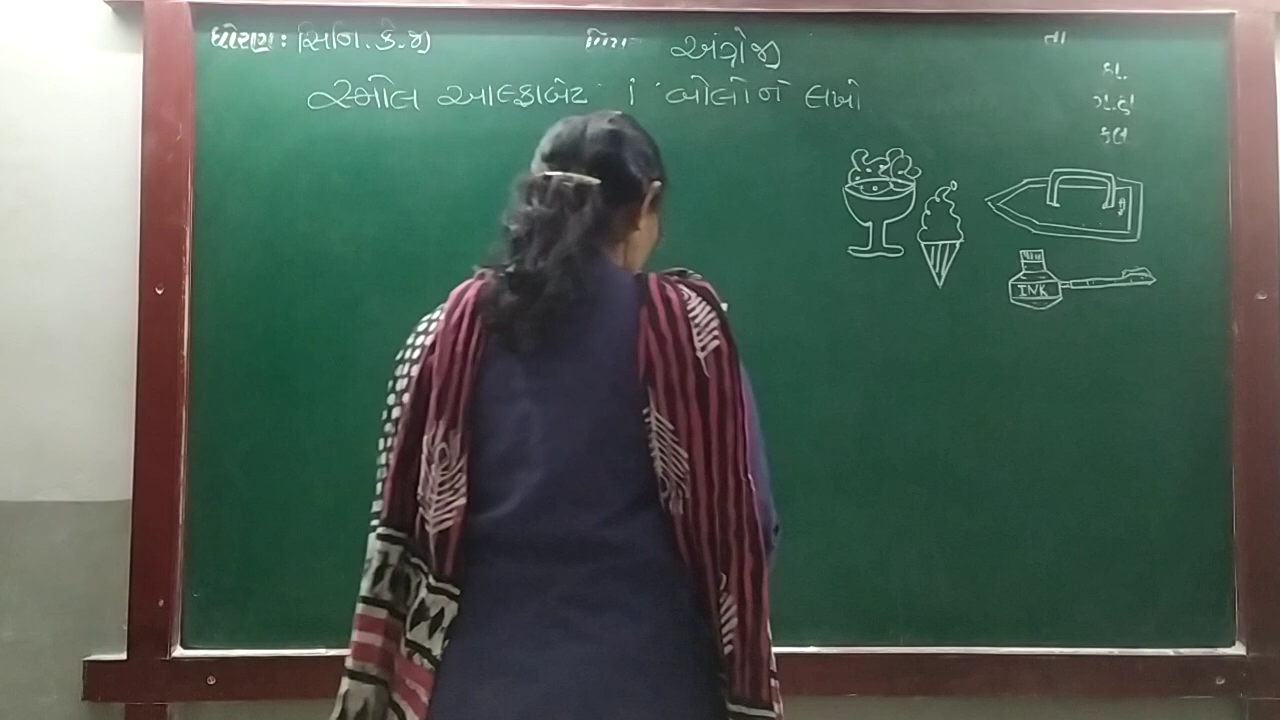 ધોરણ : સિનિ. કે. જી
વિષય અંગ્રેજી
તા
સ્મોલ આલ્ફાબેટ i બોલીને લખો
કા.
ગૃ.હા
ક્લ
INK